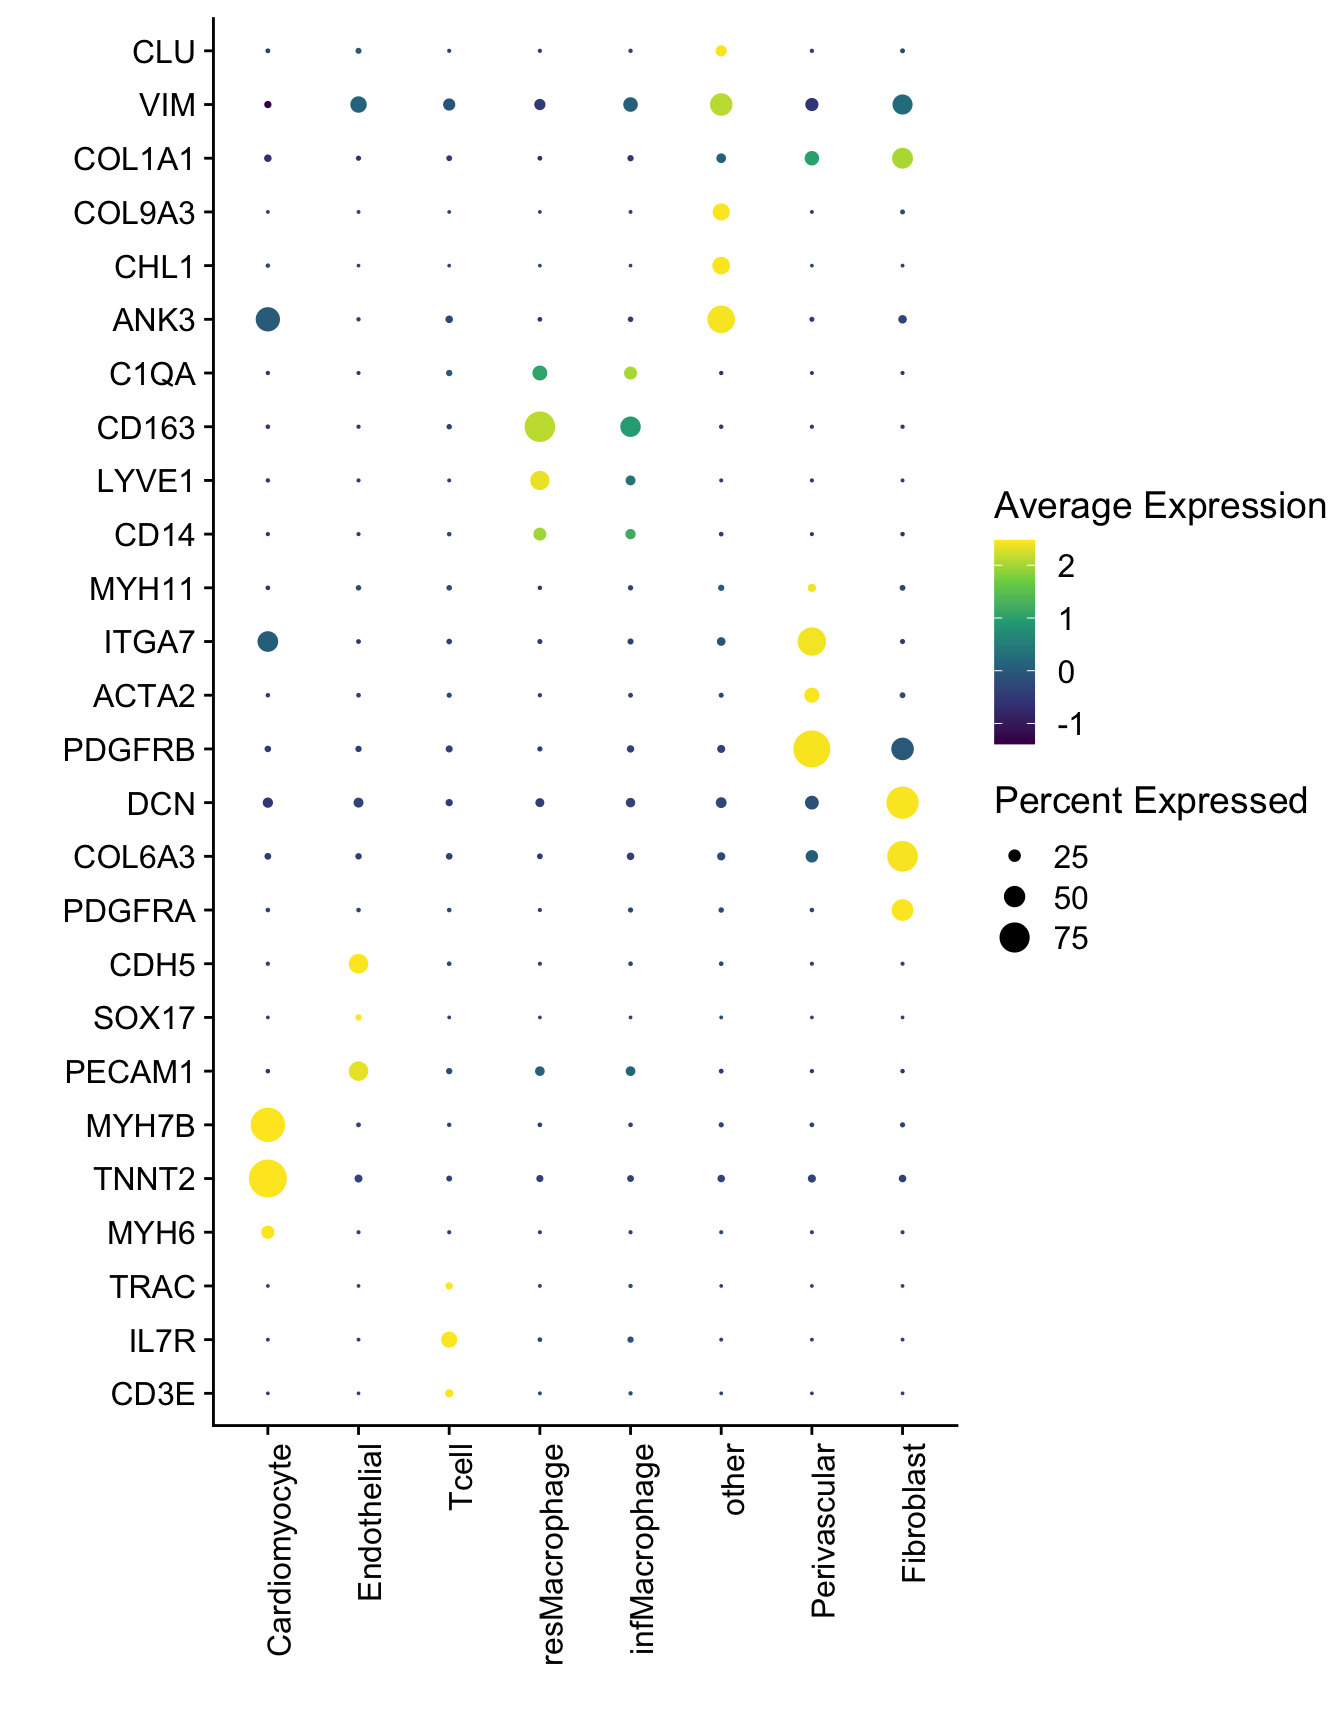 CLU
VIM
COL1A1
COL9A3
CHL1
ANK3
C1QA
CD163
LYVE1
CD14
MYH11
ITGA7
ACTA2
PDGFRB
DCN
COL6A3
PDGFRA
CDH5
SOX17
PECAM1
MYH7B
TNNT2
MYH6
TRAC
IL7R
CD3E
Cardiomyocyte
Endothelial
Tcell
resMacrophage
infMacrophage
other
Perivascular
Fibroblast
Average Expression
2
1
0
-1
Percent Expressed
25
50
75